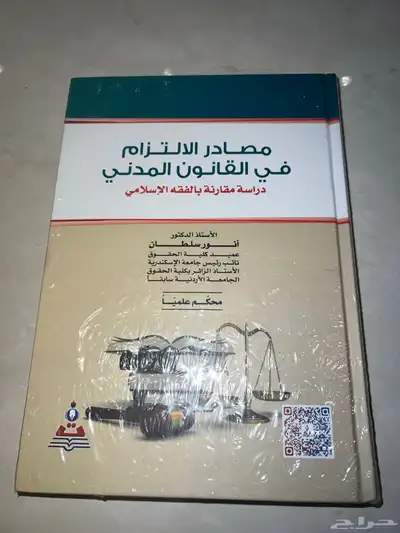 مصادر الالتزام
في القانون المدني
دراسة مقارنة بالفقه الإسلامي
الأستاذ الدكتور
أنور سلطان
عميد كلية الحقوق
نائب رئيس جامعة الإسكندرية
الأستاذ الزائر بكلية الحقوق
الجامعة الأردنية سابقاً
محكم علمياً
حراج